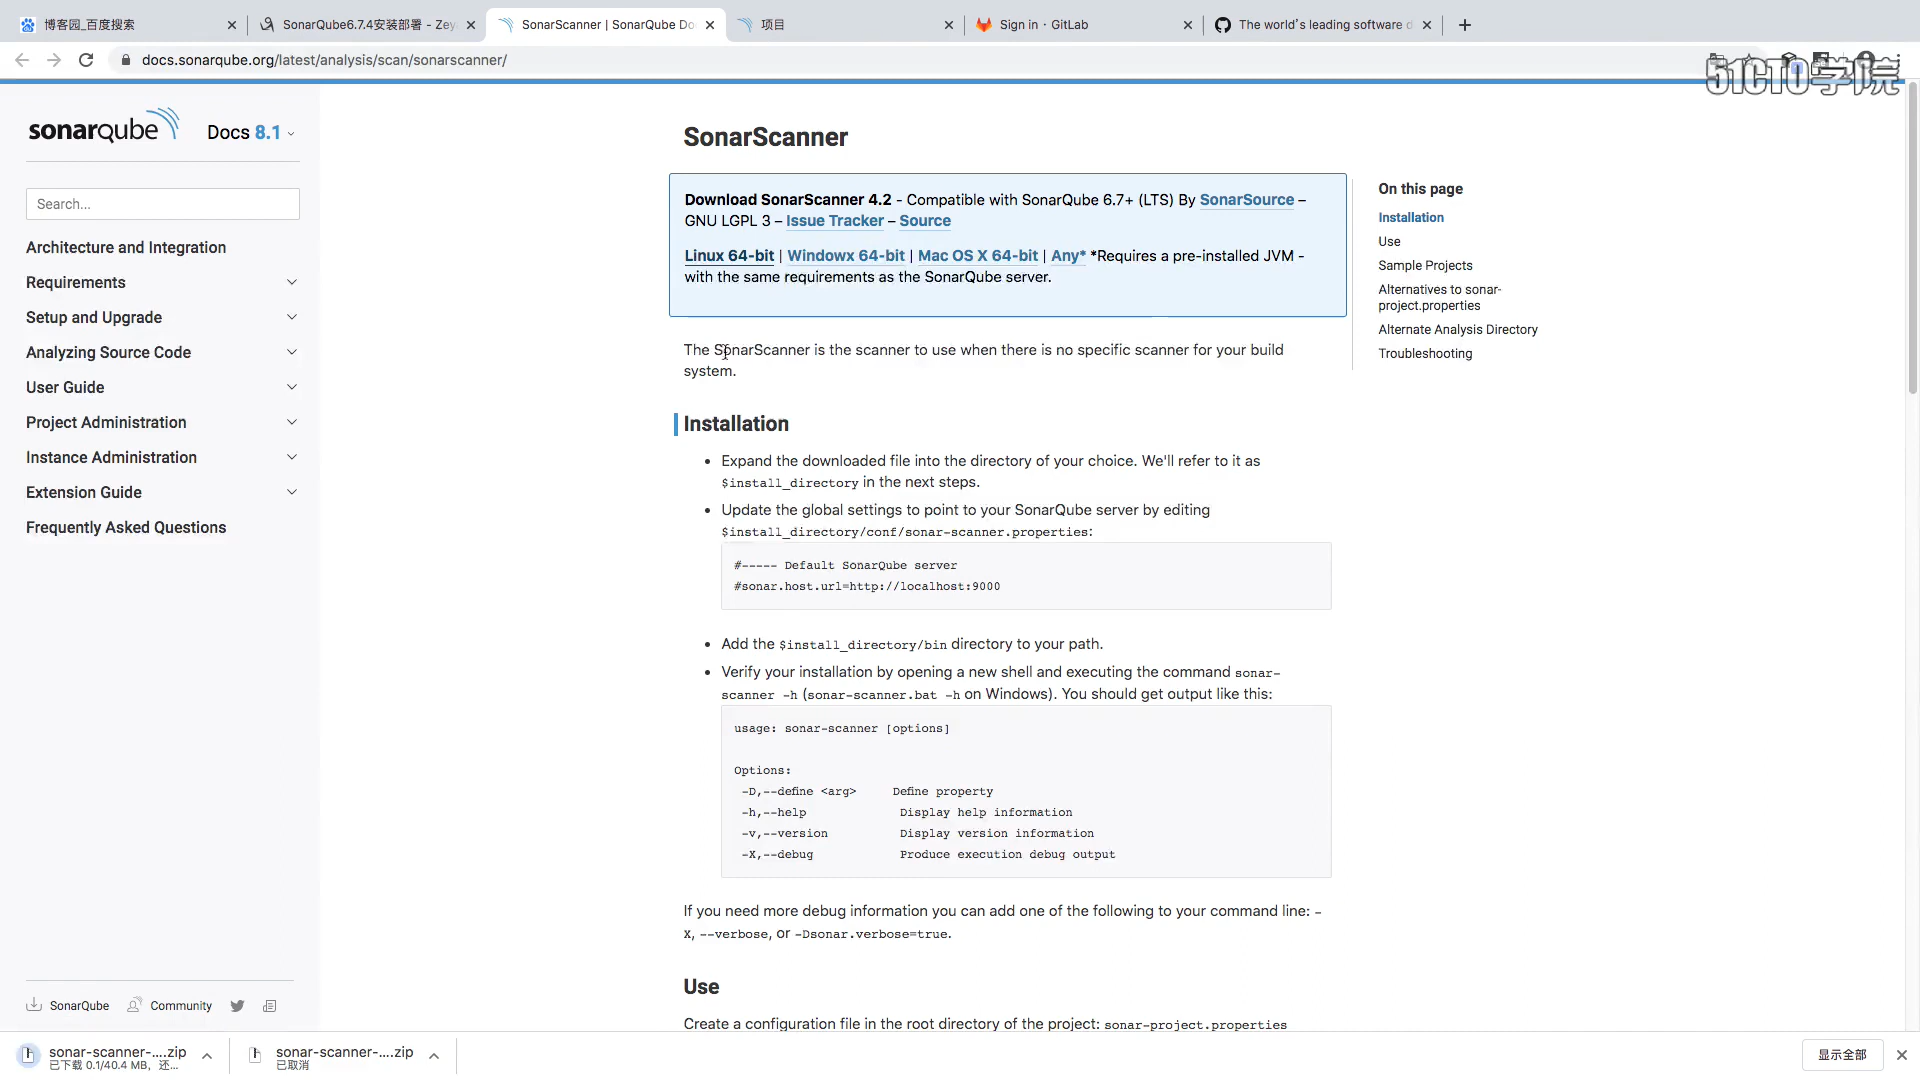 博客园_百度搜索
SonarQube6.7.4安装部署 - Zey
SonarScanner | SonarQube Do
项目
Sign in · GitLab
The world's leading software d
docs.sonarqube.org/latest/analysis/scan/sonarscanner/
51CTO学院
sonarqube
Docs 8.1
Search...
Architecture and Integration
Requirements
Setup and Upgrade
Analyzing Source Code
User Guide
Project Administration
Instance Administration
Extension Guide
Frequently Asked Questions
SonarQube
Community
SonarScanner
Download SonarScanner 4.2 - Compatible with SonarQube 6.7+ (LTS) By SonarSource –
GNU LGPL 3 – Issue Tracker – Source
Linux 64-bit | Windowx 64-bit | Mac OS X 64-bit | Any* *Requires a pre-installed JVM -
with the same requirements as the SonarQube server.
The SonarScanner is the scanner to use when there is no specific scanner for your build
system.
Installation
• Expand the downloaded file into the directory of your choice. We'll refer to it as
$install_directory in the next steps.
• Update the global settings to point to your SonarQube server by editing
$install_directory/conf/sonar-scanner.properties:
#----- Default SonarQube server
#sonar.host.url=http://localhost:9000
• Add the $install_directory/bin directory to your path.
• Verify your installation by opening a new shell and executing the command sonar-
scanner -h (sonar-scanner.bat -h on Windows). You should get output like this:
usage: sonar-scanner [options]
Options:
-D,--define <arg>     Define property
-h,--help             Display help information
-v,--version          Display version information
-X,--debug            Produce execution debug output
If you need more debug information you can add one of the following to your command line: -
X, --verbose, or -Dsonar.verbose=true.
Use
Create a configuration file in the root directory of the project: sonar-project.properties
On this page
Installation
Use
Sample Projects
Alternatives to sonar-
project.properties
Alternate Analysis Directory
Troubleshooting
sonar-scanner-....zip
已下载 0.1/40.4 MB，还...
sonar-scanner-....zip
已取消
显示全部